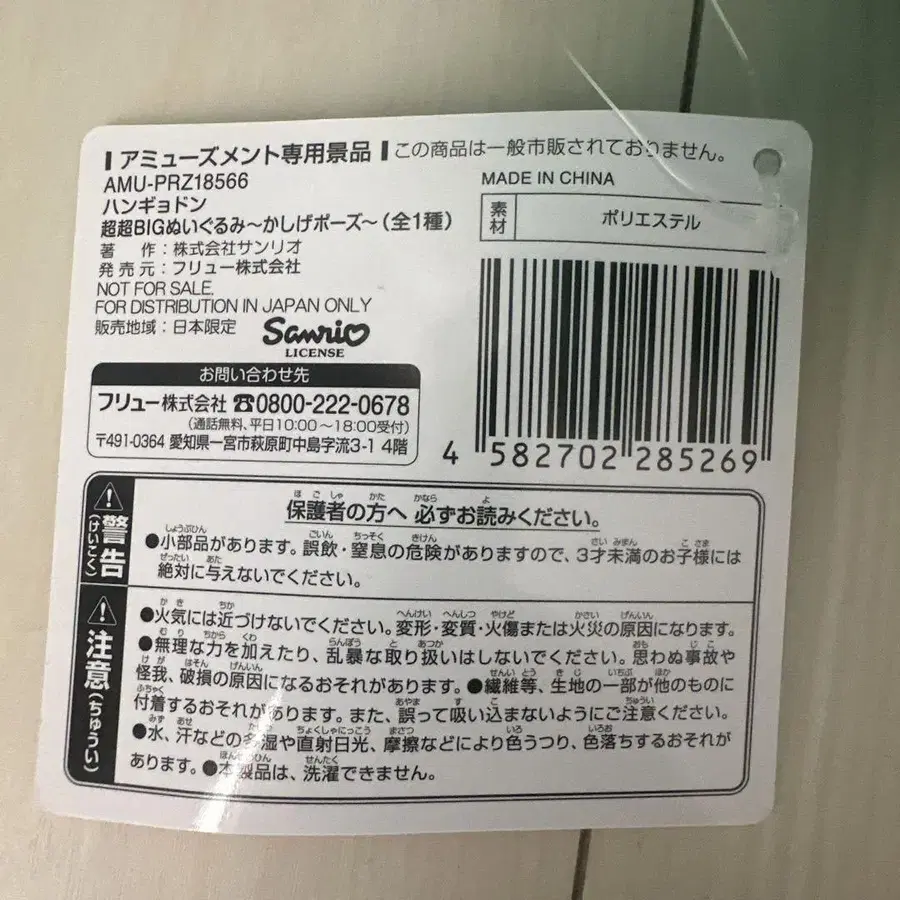 アミューズメント専用景品 この商品は一般市販されておりません。
AMU-PRZ18566
ハンギョドン
超超BIGぬいぐるみ～かしげポーズ～(全1種)
著 作：株式会社サンリオ
発売元：フリュー株式会社
NOT FOR SALE.
FOR DISTRIBUTION IN JAPAN ONLY
販売地域：日本限定
Sanrio
LICENSE
MADE IN CHINA
素材 ポリエステル
4 582702 285269
お問い合わせ先
フリュー株式会社 ☎0800-222-0678
(通話無料、平日10:00～18:00受付)
〒491-0364 愛知県一宮市萩原町中島字流3-1 4階
警告(けいこく)
保護者の方へ 必ずお読みください。
●小部品があります。誤飲・窒息の危険がありますので、3才未満のお子様には
絶対に与えないでください。
注意(ちゅうい)
●火気には近づけないでください。変形・変質・火傷または火災の原因になります。
●無理な力を加えたり、乱暴な取り扱いはしないでください。思わぬ事故や
怪我、破損の原因になるおそれがあります。●繊維等、生地の一部が他のものに
付着するおそれがあります。また、誤って吸い込まないようにご注意ください。
●水、汗などの多湿や直射日光、摩擦などにより色うつり、色落ちするおそれが
あります。●本製品は、洗濯できません。